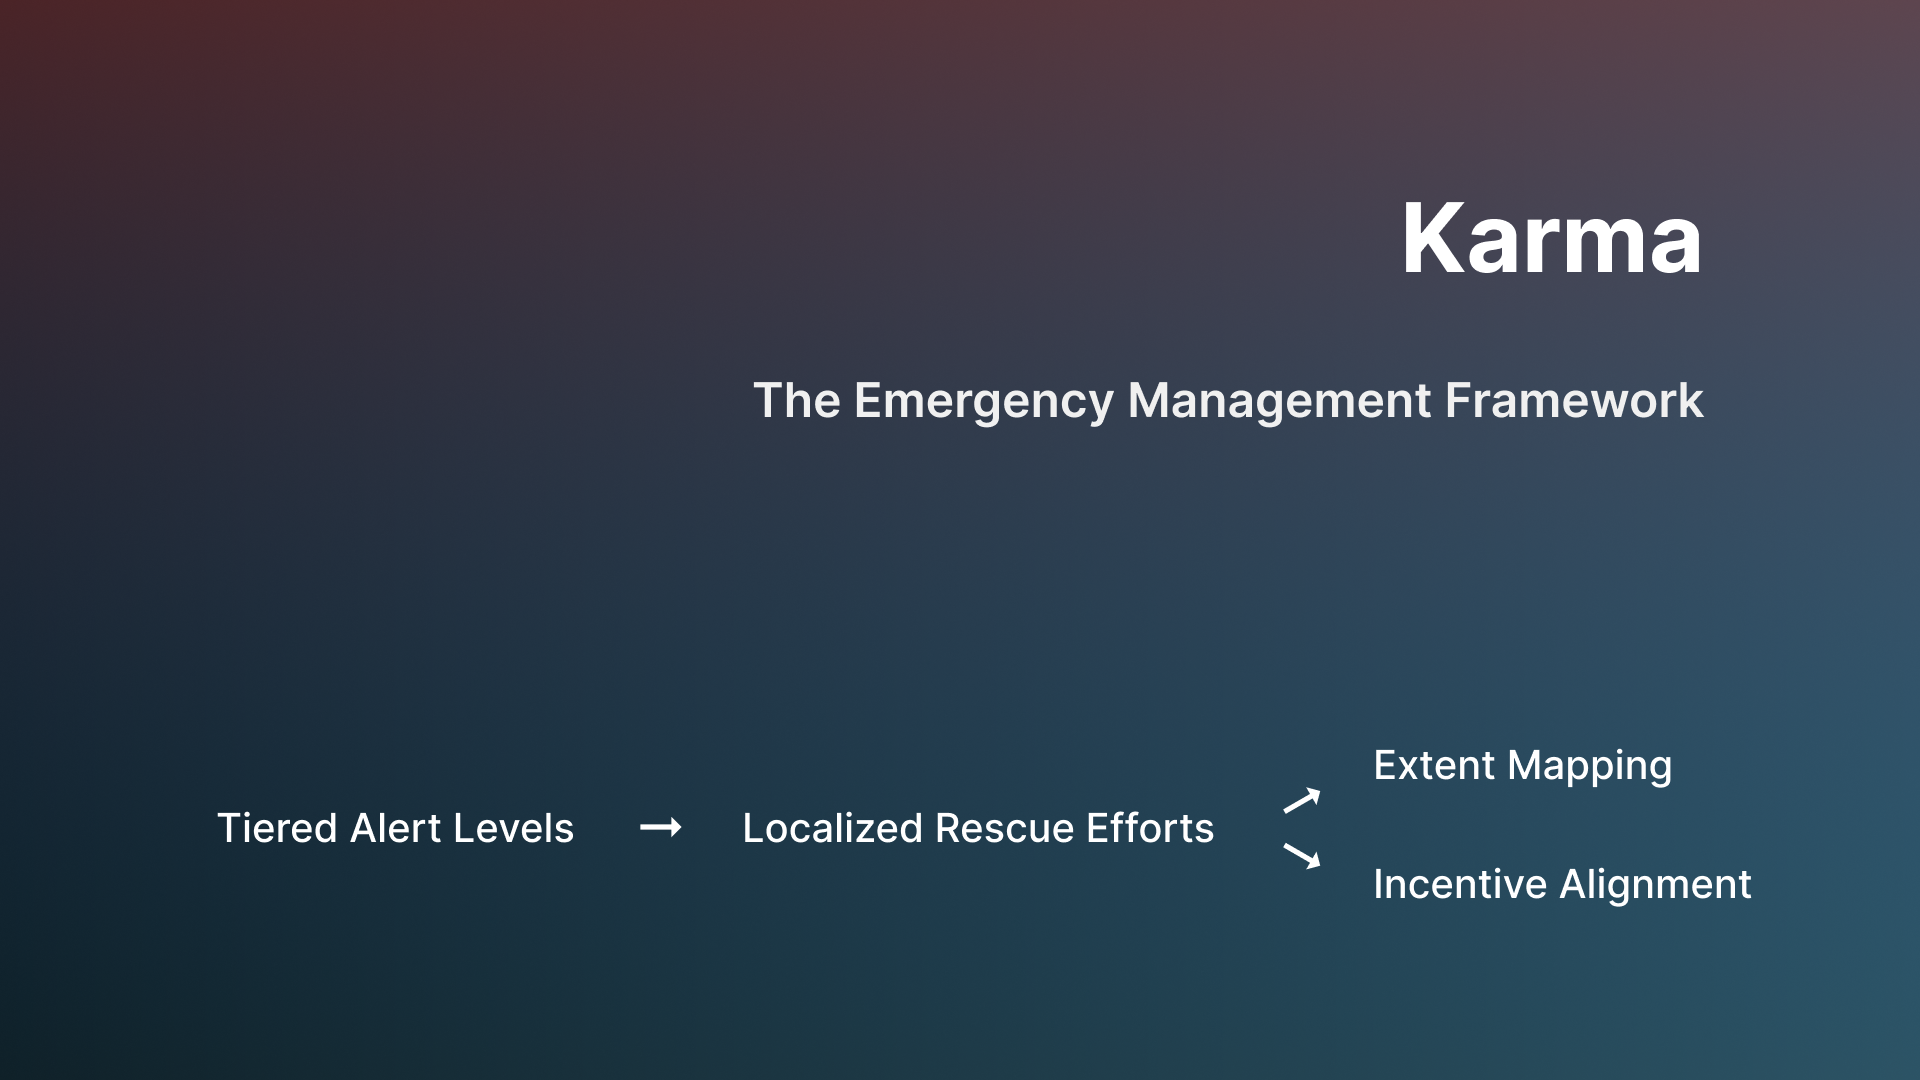 Karma
The Emergency Management Framework
Tiered Alert Levels → Localized Rescue Efforts
Extent Mapping
Incentive Alignment